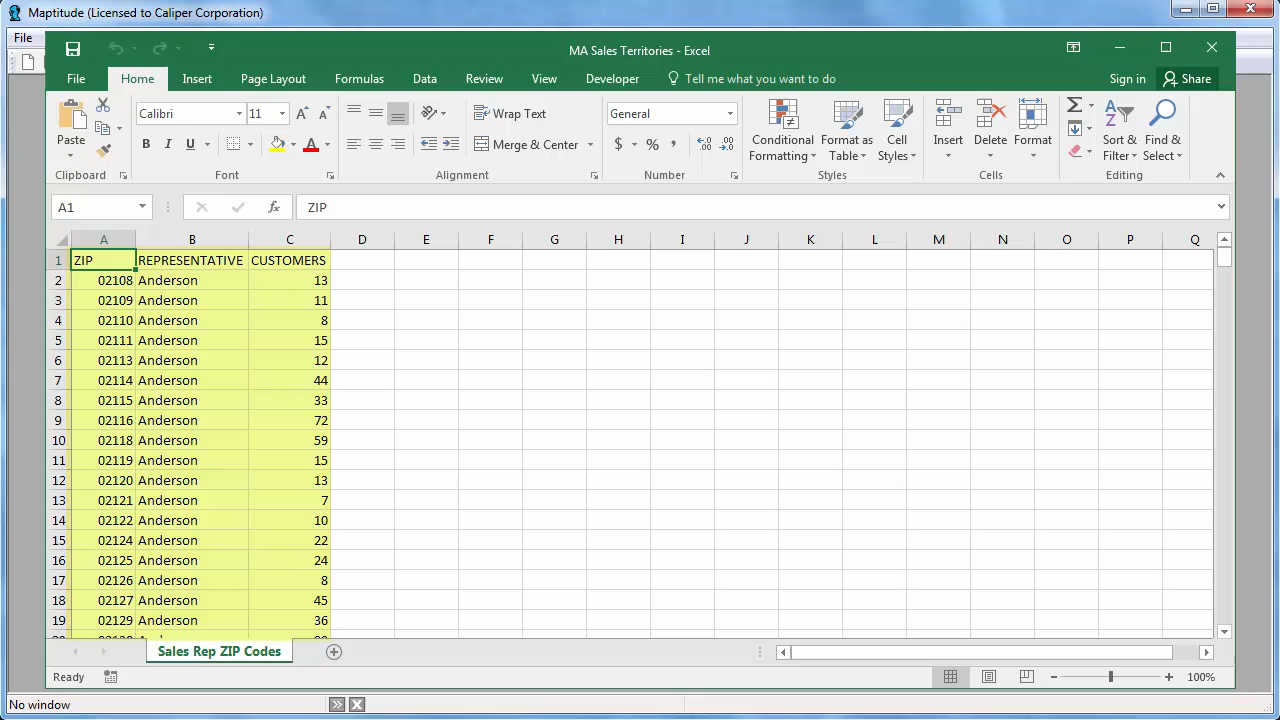 Maptitude (Licensed to Caliper Corporation)
File
MA Sales Territories - Excel
File Home Insert Page Layout Formulas Data Review View Developer Tell me what you want to do Sign in Share
Paste
Calibri 11 A A
B I U A
Wrap Text
Merge & Center
General
$ % ,
Conditional Formatting
Format as Table
Cell Styles
Insert
Delete
Format
Sort & Filter
Find & Select
Clipboard Font Alignment Number Styles Cells Editing
A1 fx ZIP
A B C D E F G H I J K L M N O P Q
1 ZIP REPRESENTATIVE CUSTOMERS
2 02108 Anderson 13
3 02109 Anderson 11
4 02110 Anderson 8
5 02111 Anderson 15
6 02113 Anderson 12
7 02114 Anderson 44
8 02115 Anderson 33
9 02116 Anderson 72
10 02118 Anderson 59
11 02119 Anderson 15
12 02120 Anderson 13
13 02121 Anderson 7
14 02122 Anderson 10
15 02124 Anderson 22
16 02125 Anderson 24
17 02126 Anderson 8
18 02127 Anderson 45
19 02129 Anderson 36
Sales Rep ZIP Codes
Ready 100%
No window